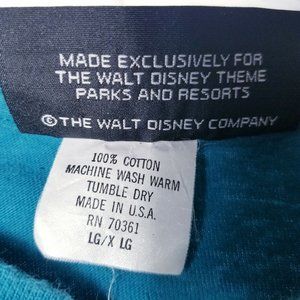 MADE EXCLUSIVELY FOR
THE WALT DISNEY THEME
PARKS AND RESORTS
© THE WALT DISNEY COMPANY
100% COTTON
MACHINE WASH WARM
TUMBLE DRY
MADE IN U.S.A.
RN 70361
LG/X LG